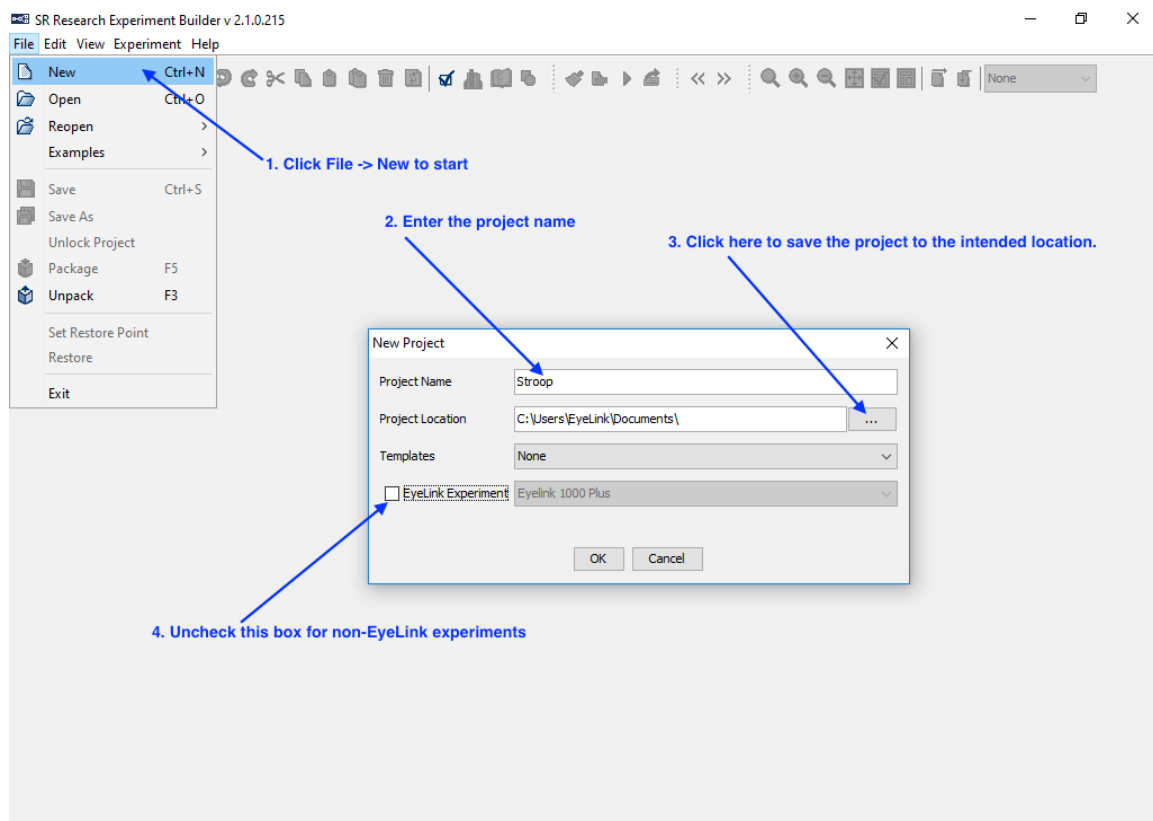 SR Research Experiment Builder v 2.1.0.215
File Edit View Experiment Help
New Ctrl+N
None
Open Ctrl+O
Reopen
Examples
1. Click File -> New to start
Save Ctrl+S
Save As
2. Enter the project name
Unlock Project
3. Click here to save the project to the intended location.
Package F5
Unpack F3
Set Restore Point
Restore
Exit
New Project
Project Name Stroop
Project Location C:\Users\EyeLink\Documents\ ...
Templates None
EyeLink Experiment Eyelink 1000 Plus
OK Cancel
4. Uncheck this box for non-EyeLink experiments